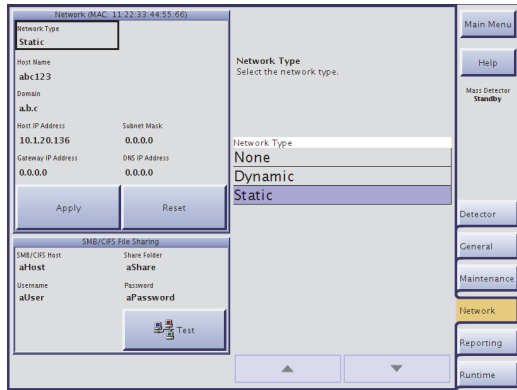 Network (MAC: 11:22:33:44:55:66)
Network Type
Static
Host Name
abc123
Domain
a.b.c
Host IP Address Subnet Mask
10.1.20.136 0.0.0.0
Gateway IP Address DNS IP Address
0.0.0.0 0.0.0.0
Apply Reset
SMB/CIFS File Sharing
SMB/CIFS Host Share Folder
aHost aShare
Username Password
aUser aPassword
Test
Network Type
Select the network type.
Network Type
None
Dynamic
Static
Main Menu
Help
Mass Detector
Standby
Detector
General
Maintenance
Network
Reporting
Runtime